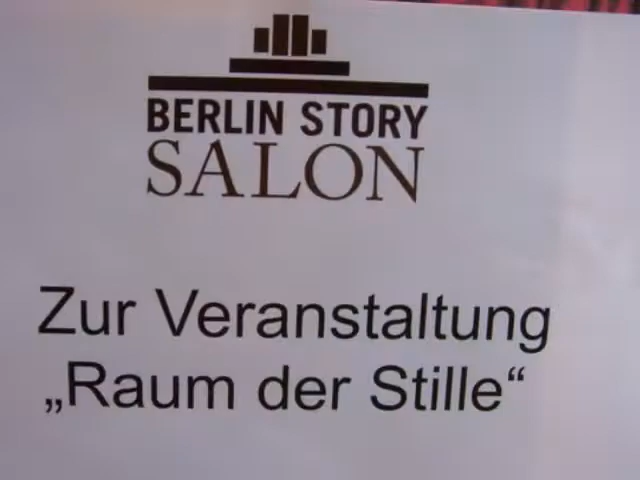 BERLIN STORY
SALON
Zur Veranstaltung
„Raum der Stille“